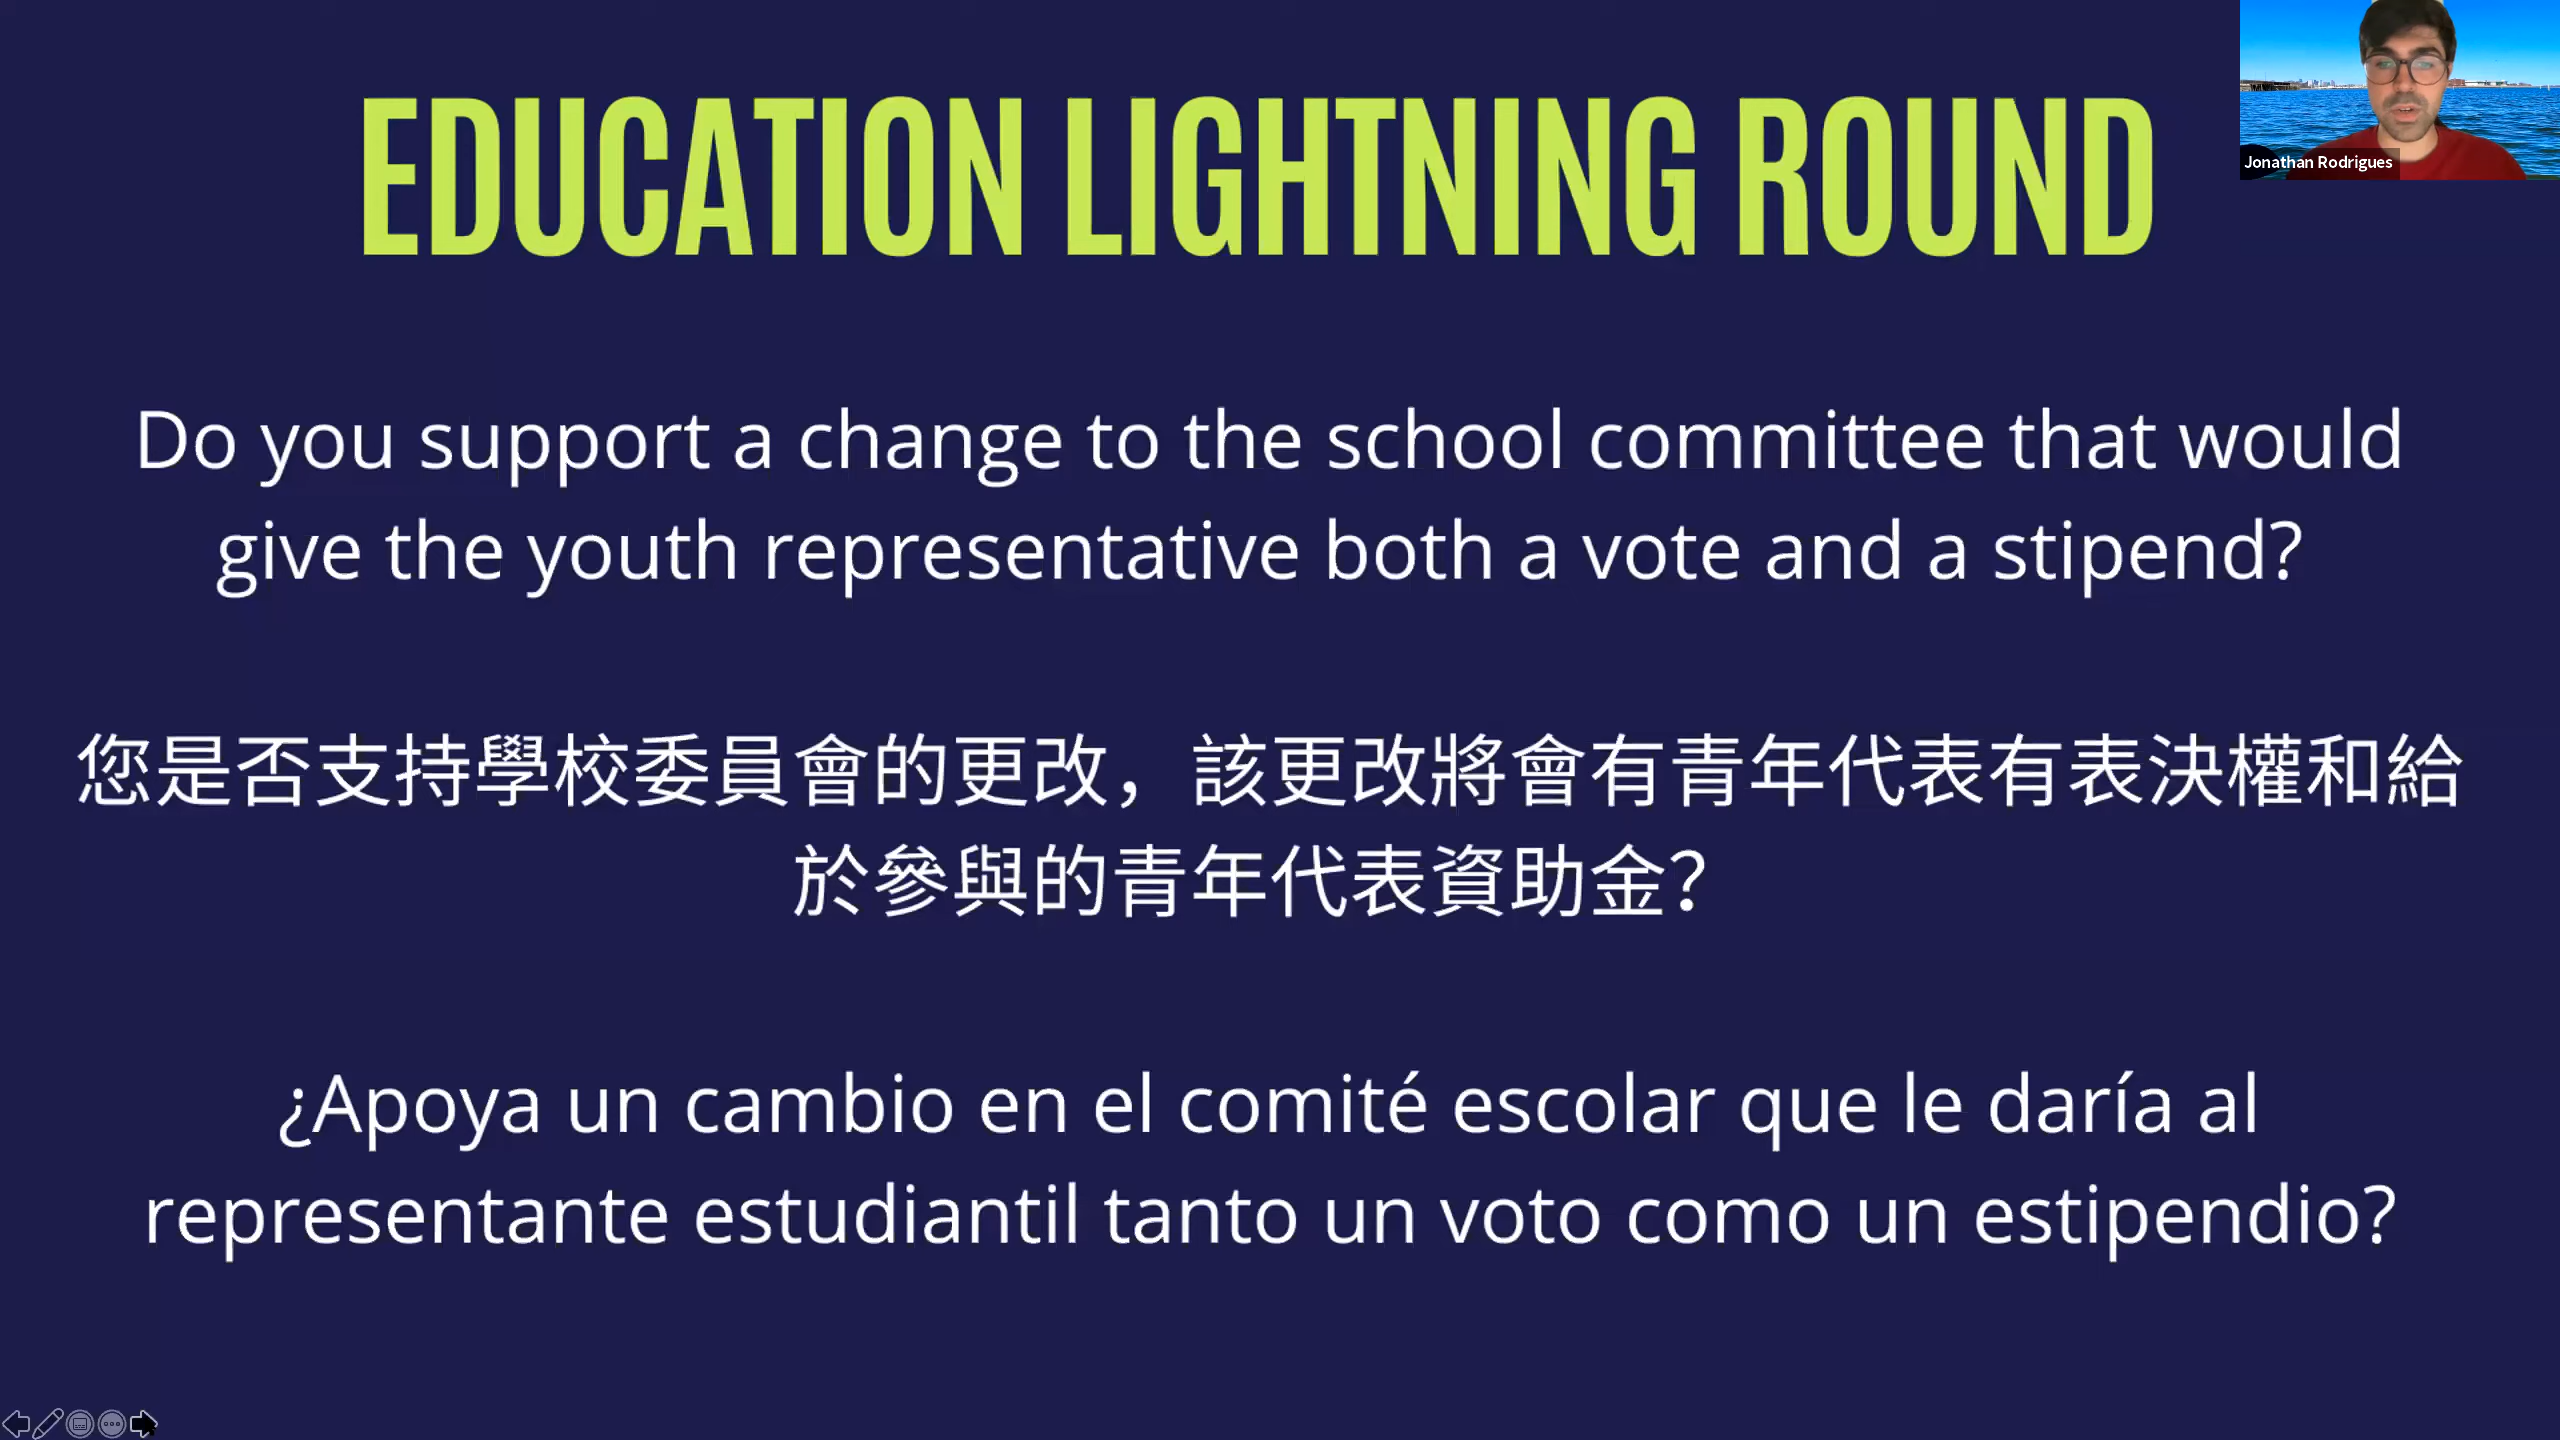 EDUCATION LIGHTNING ROUND
Jonathan Rodrigues
Do you support a change to the school committee that would
give the youth representative both a vote and a stipend?
您是否支持學校委員會的更改，該更改將會有青年代表有表決權和給
於參與的青年代表資助金？
¿Apoya un cambio en el comité escolar que le daría al
representante estudiantil tanto un voto como un estipendio?